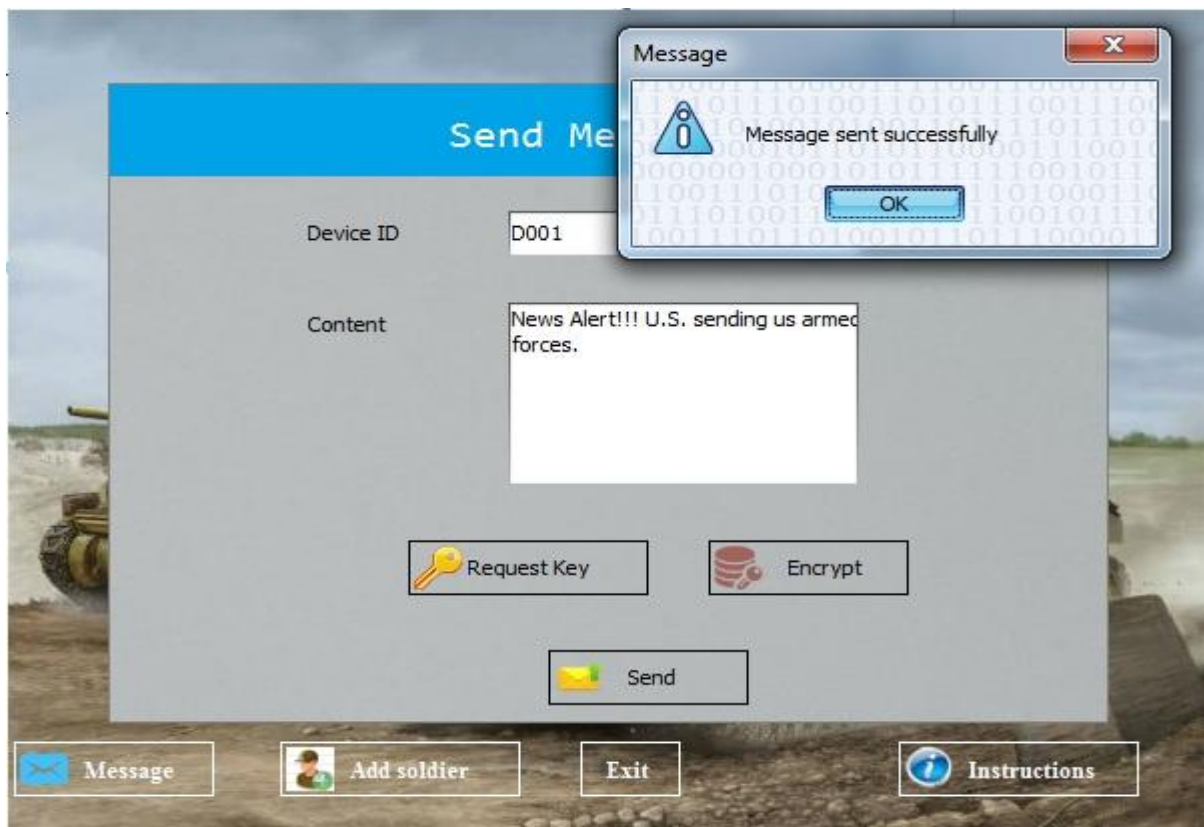 Message
Message sent successfully
OK
Send Me
Device ID
D001
Content
News Alert!!! U.S. sending us armed
forces.
Request Key
Encrypt
Send
Message
Add soldier
Exit
Instructions